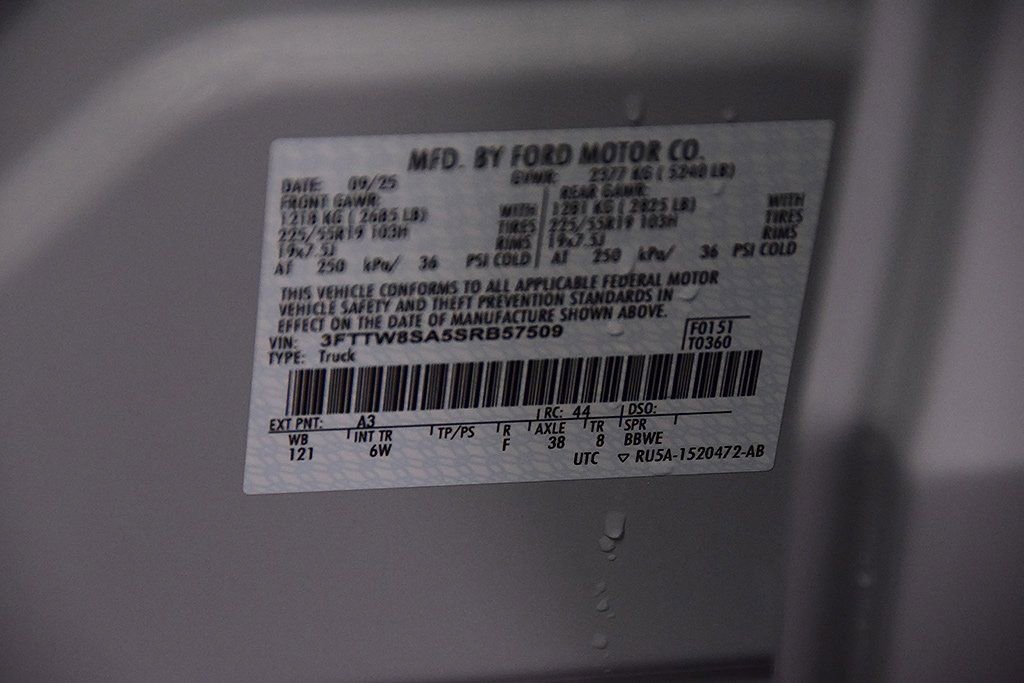 MFD. BY FORD MOTOR CO.
DATE: 09/25 GVWR: 2377 KG ( 5240 LB)
FRONT GAWR: REAR GAWR:
1218 KG ( 2685 LB) WITH 1281 KG ( 2825 LB) WITH
225/55R19 103H TIRES 225/55R19 103H TIRES
19x7.5J RIMS 19x7.5J RIMS
AT 250 kPa/ 36 PSI COLD AT 250 kPa/ 36 PSI COLD
THIS VEHICLE CONFORMS TO ALL APPLICABLE FEDERAL MOTOR
VEHICLE SAFETY AND THEFT PREVENTION STANDARDS IN
EFFECT ON THE DATE OF MANUFACTURE SHOWN ABOVE.
VIN: 3FTTW8SA5SRB57509 F0151
TYPE: Truck T0360
EXT PNT: A3 RC: 44 DSO:
WB INT TR TP/PS R AXLE TR SPR
121 6W F 38 8 BBWE
UTC ▽ RU5A-1520472-AB